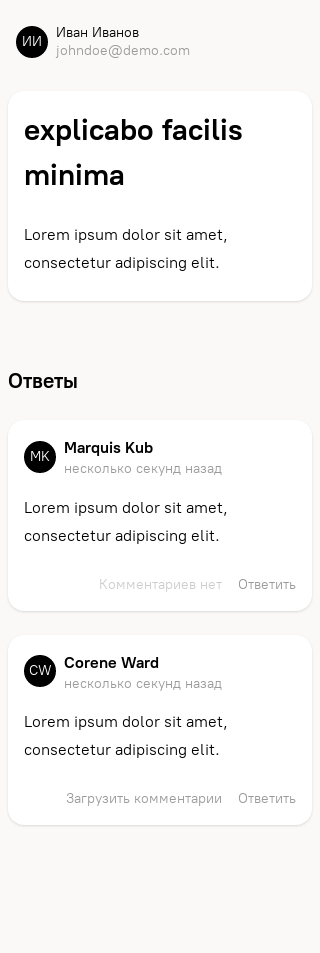 ИИ
Иван Иванов
johndoe@demo.com
explicabo facilis
minima
Lorem ipsum dolor sit amet,
consectetur adipiscing elit.
Ответы
MK
Marquis Kub
несколько секунд назад
Lorem ipsum dolor sit amet,
consectetur adipiscing elit.
Комментариев нет Ответить
CW
Corene Ward
несколько секунд назад
Lorem ipsum dolor sit amet,
consectetur adipiscing elit.
Загрузить комментарии Ответить